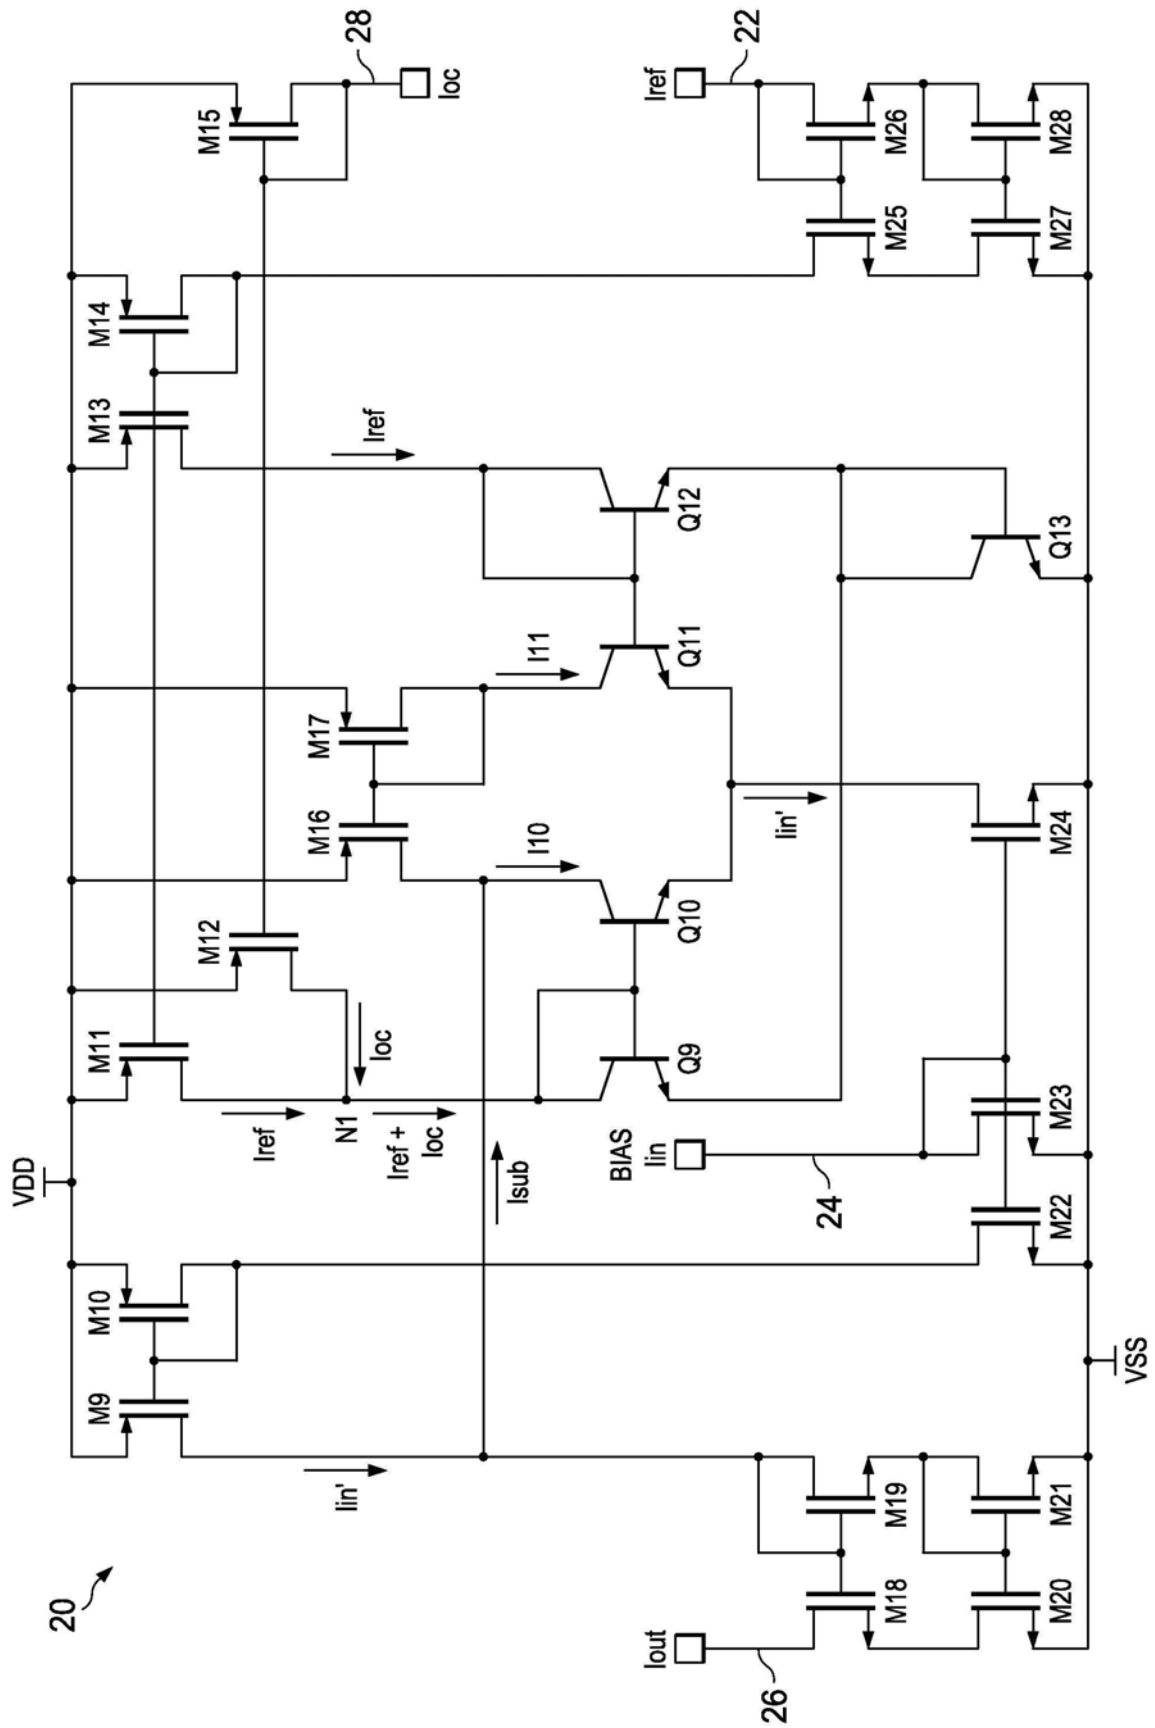 20
VDD
VSS
M9
M10
M11
M12
M13
M14
M15
28
Ioc
M16
M17
Iin'
Iref
N1
Ioc
Iref +
Ioc
Isub
I10
I11
Iref
Iref
22
Q9
Q10
Q11
Q12
Q13
Iin'
BIAS
Iin
24
Iout
26
M18
M19
M20
M21
M22
M23
M24
M25
M26
M27
M28